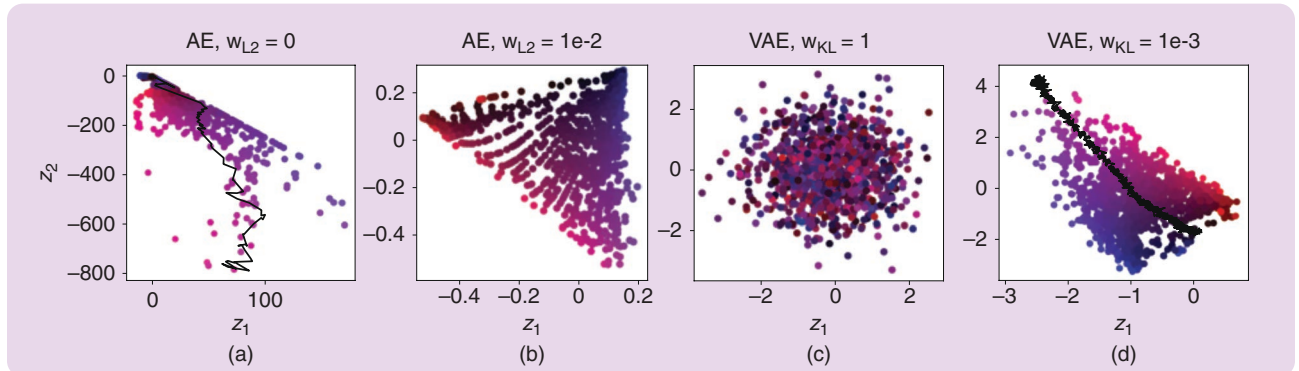 AE, wL2 = 0
AE, wL2 = 1e-2
VAE, wKL = 1
VAE, wKL = 1e-3
0
−200
−400
−600
−800
z2
0
100
z1
(a)
0.2
0
−0.2
−0.4
−0.4
−0.2
0
0.2
z1
(b)
2
0
−2
−2
0
2
z1
(c)
4
2
0
−2
−3
−2
−1
0
z1
(d)